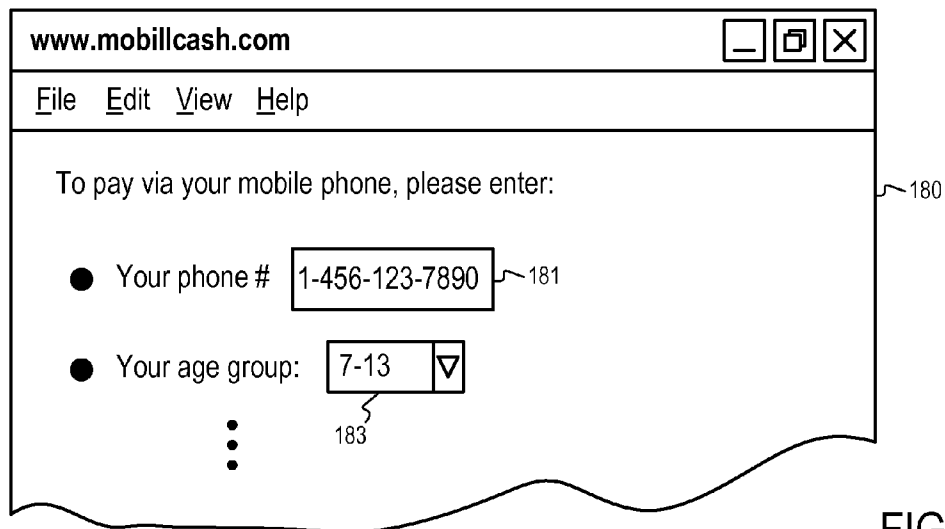 www.mobillcash.com
File Edit View Help
To pay via your mobile phone, please enter:
Your phone # 1-456-123-7890
Your age group: 7-13
180
181
183
FIG